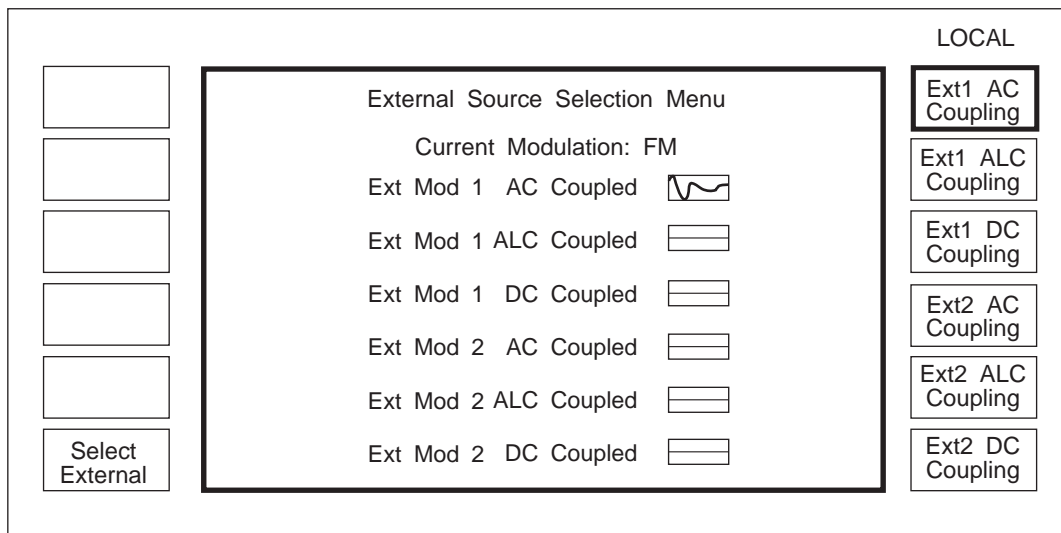 LOCAL
External Source Selection Menu
Current Modulation: FM
Ext Mod 1 AC Coupled
Ext Mod 1 ALC Coupled
Ext Mod 1 DC Coupled
Ext Mod 2 AC Coupled
Ext Mod 2 ALC Coupled
Ext Mod 2 DC Coupled
Select
External
Ext1 AC
Coupling
Ext1 ALC
Coupling
Ext1 DC
Coupling
Ext2 AC
Coupling
Ext2 ALC
Coupling
Ext2 DC
Coupling